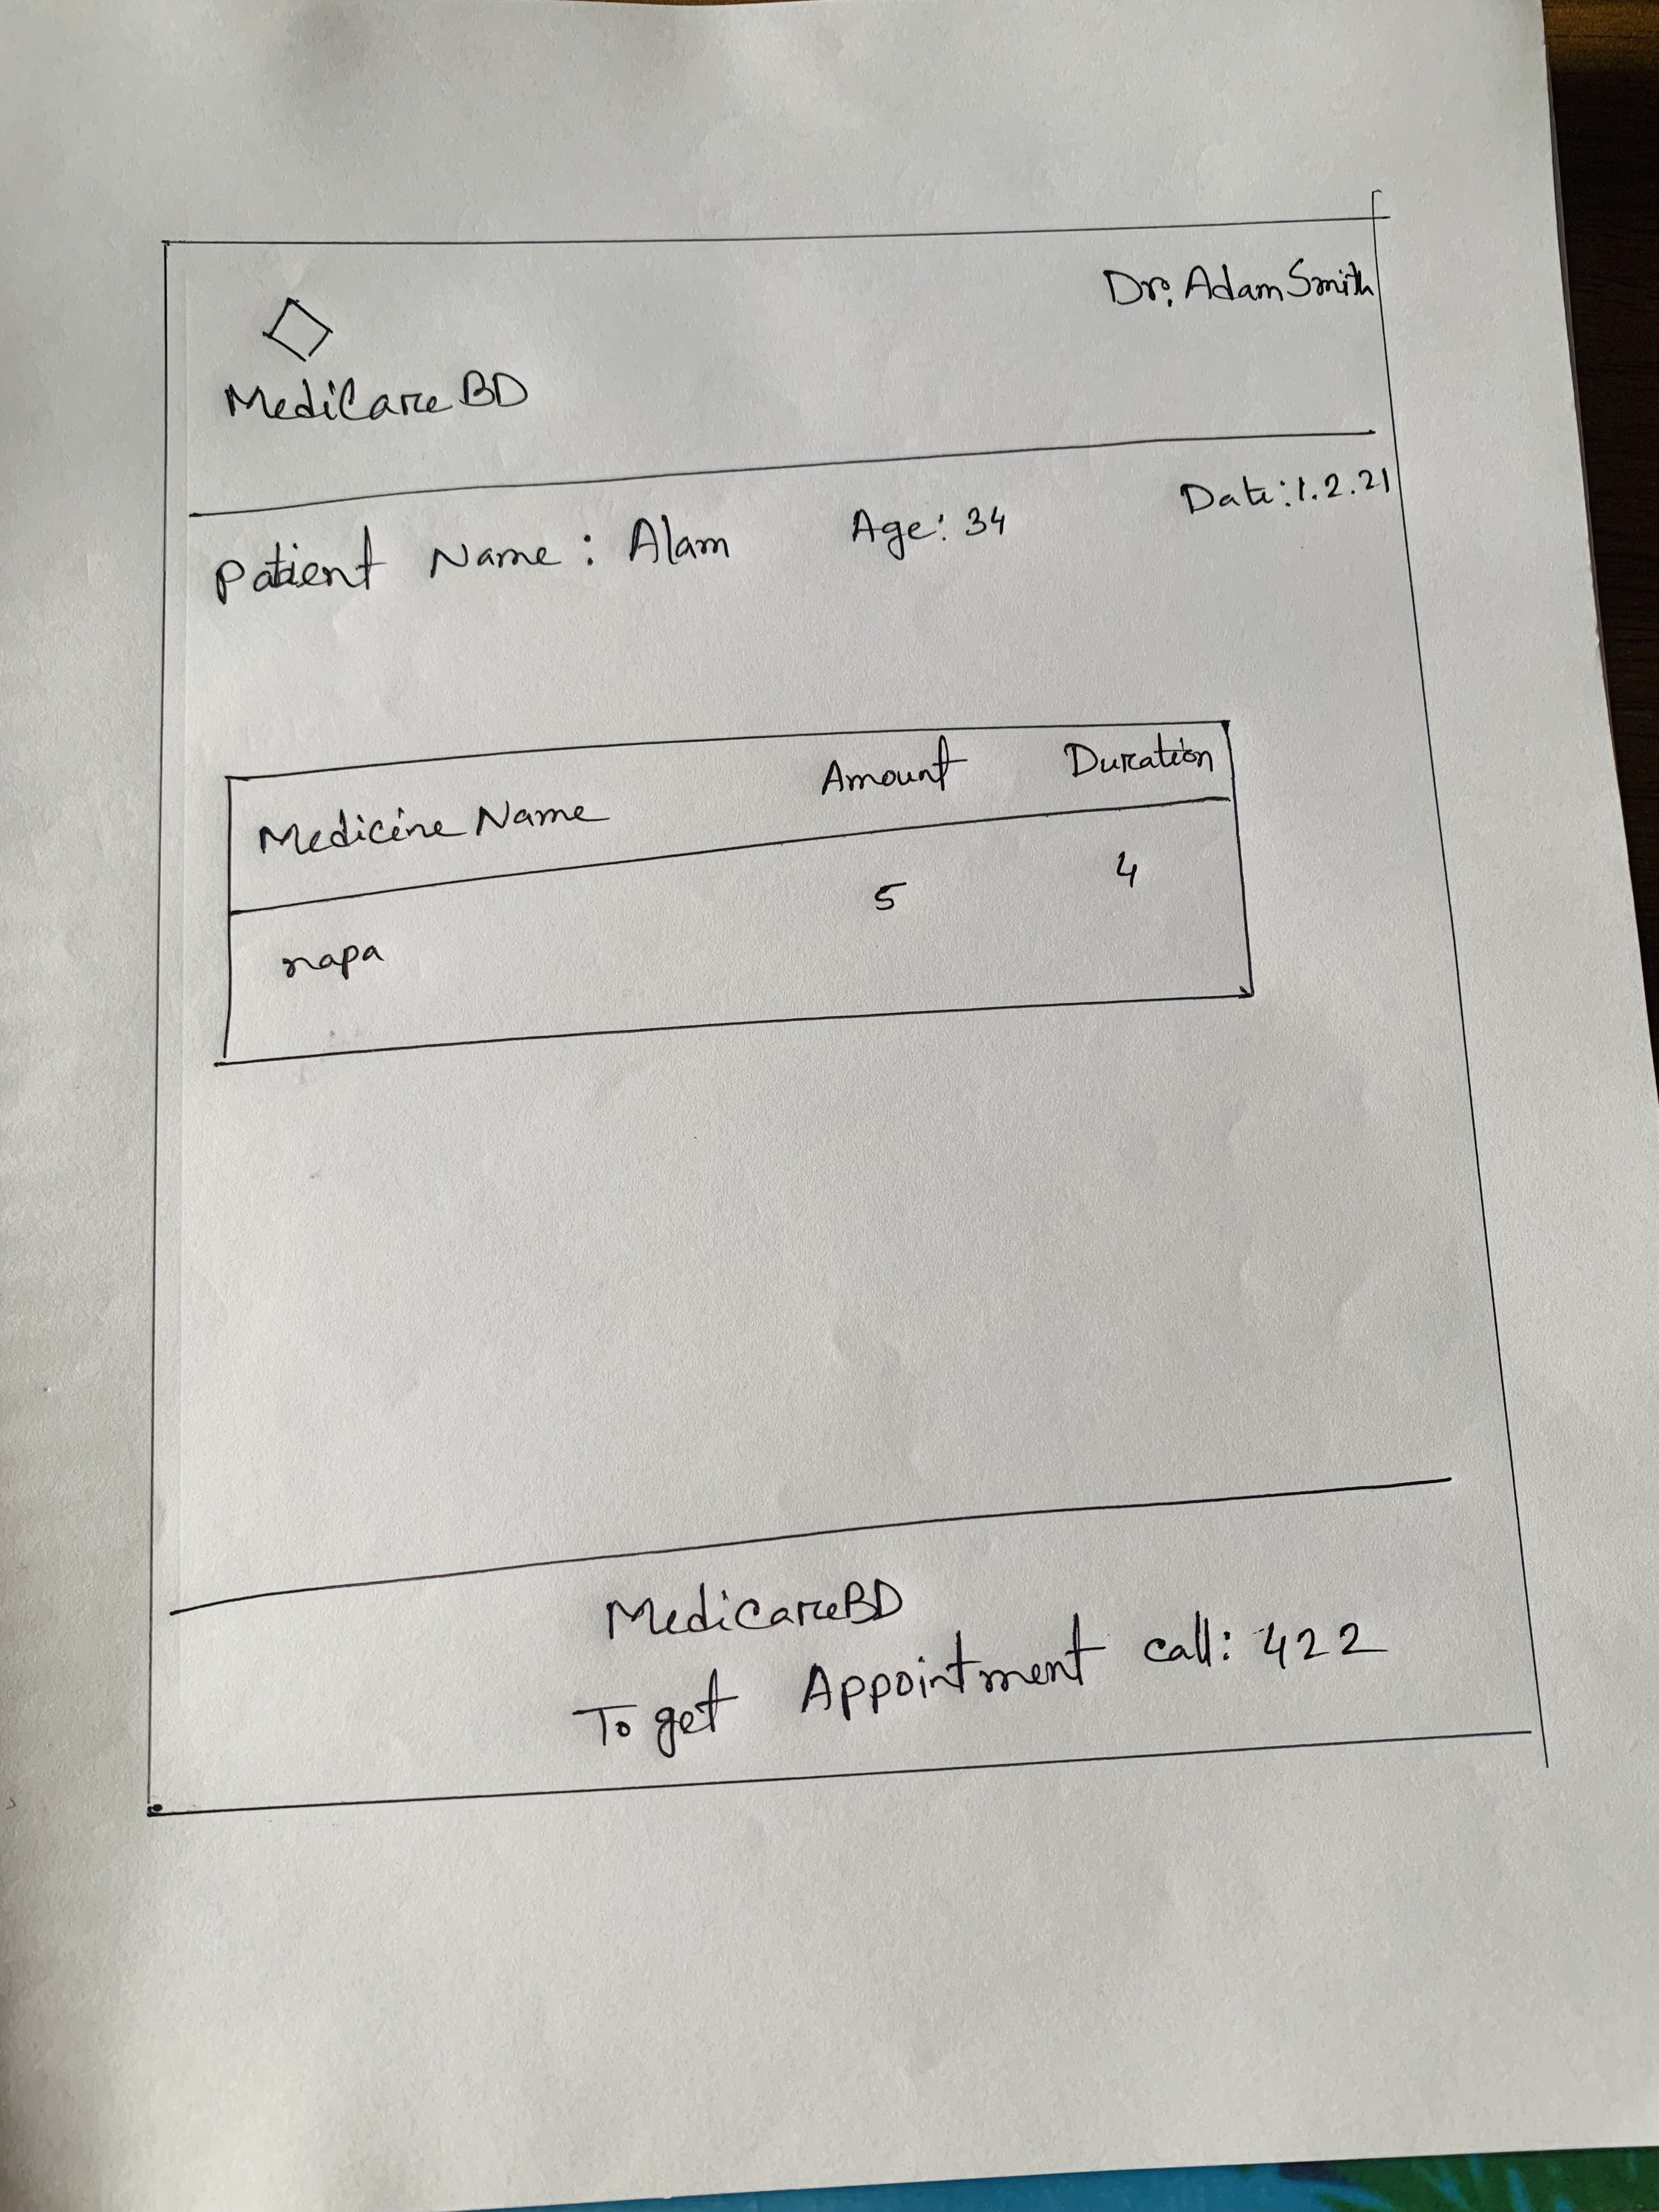 Dr. Adam Smith
Medicare BD
Patient Name : Alam Age: 34 Date: 1.2.21
Medicine Name Amount Duration
napa 5 4
MedicareBD
To get Appointment call: 422